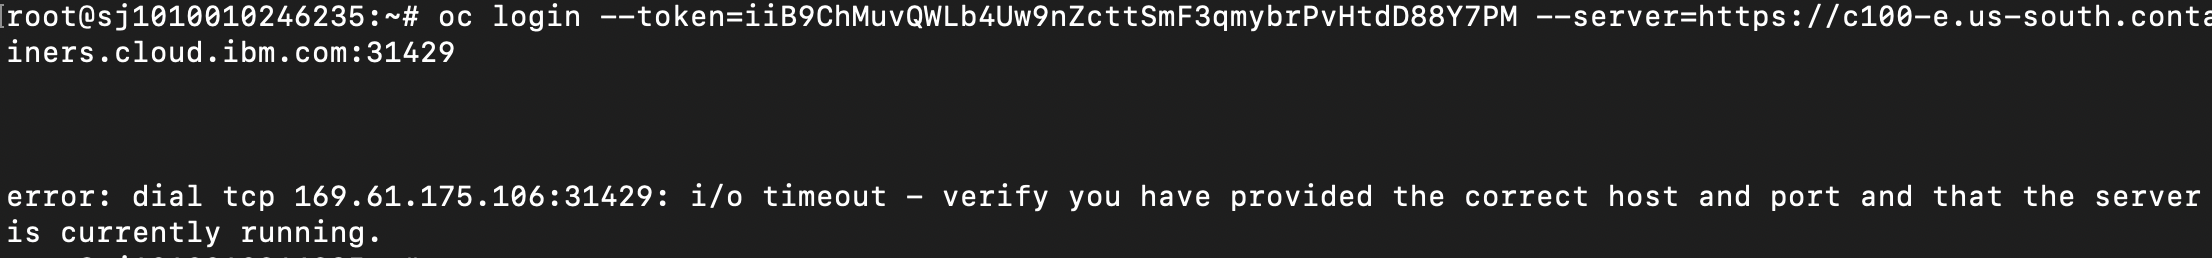 root@sj1010010246235:~# oc login --token=iiB9ChMuvQWLb4Uw9nZcttSmF3qmybrPvHtdD88Y7PM --server=https://c100-e.us-south.conta
iners.cloud.ibm.com:31429
error: dial tcp 169.61.175.106:31429: i/o timeout - verify you have provided the correct host and port and that the server
is currently running.